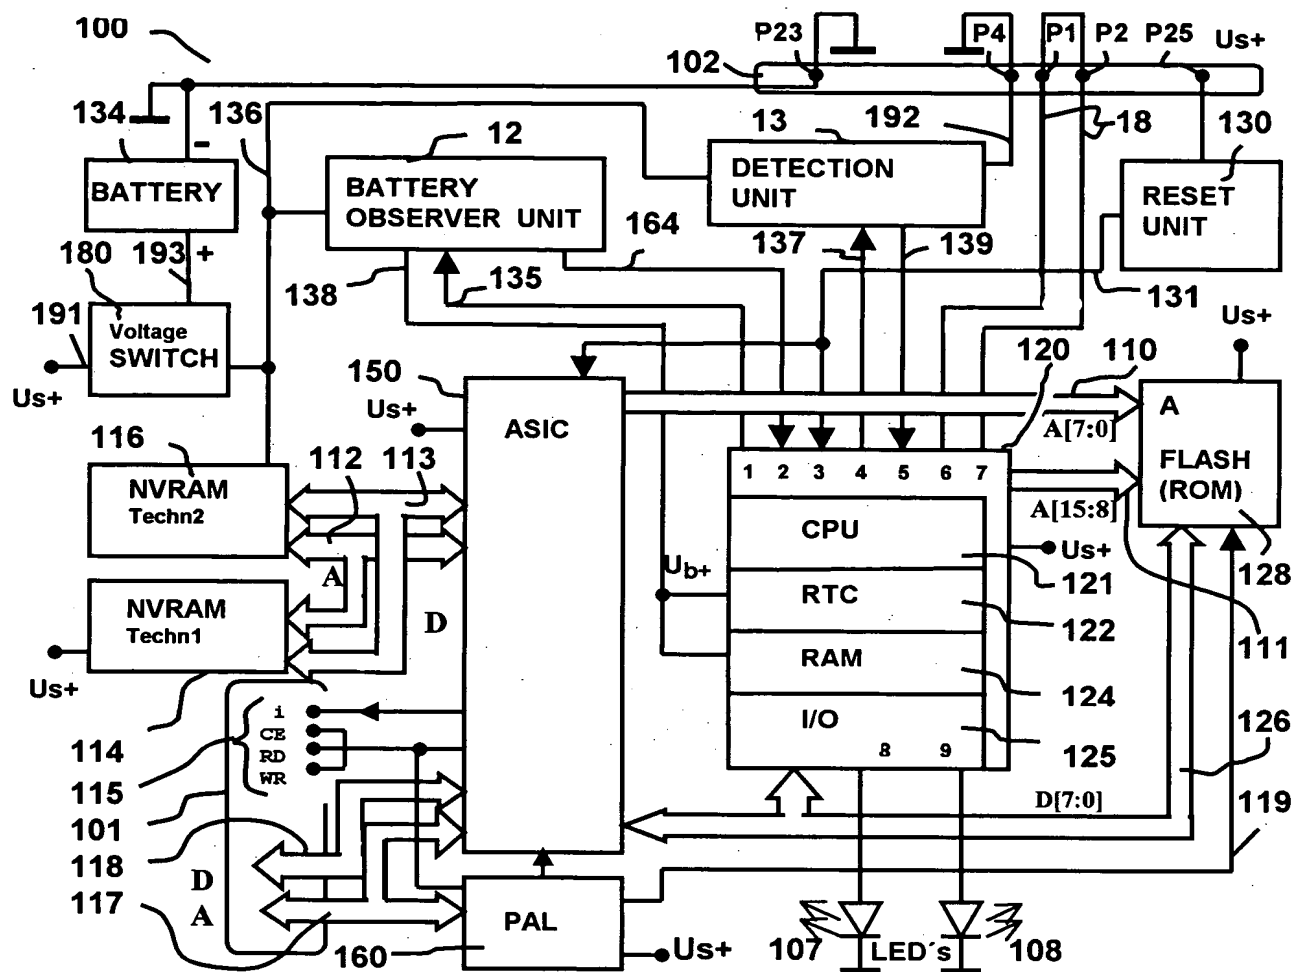 100
P23
P4
P1
P2
P25
Us+
102
134
136
12
13
192
18
130
-
BATTERY
BATTERY
OBSERVER UNIT
DETECTION
UNIT
RESET
UNIT
180
193
+
138
135
164
137
139
131
191
Voltage
SWITCH
Us+
Us+
150
Us+
ASIC
120
110
A
A[7:0]
FLASH
(ROM)
116
112
113
NVRAM
Techn2
1
2
3
4
5
6
7
A[15:8]
CPU
Us+
A
Ub+
121
128
NVRAM
Techn1
D
RTC
122
111
Us+
RAM
124
114
i
CE
RD
WR
I/O
8
9
125
126
115
101
D[7:0]
119
118
D
117
A
PAL
160
Us+
107
LED´s
108